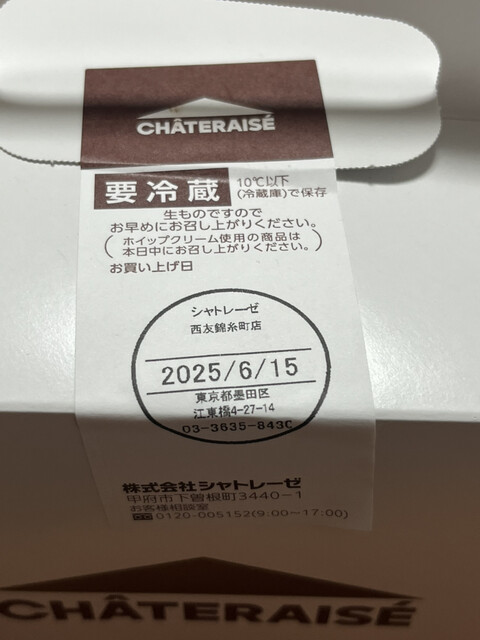 CHÂTERAISÉ
要冷蔵 10℃以下(冷蔵庫)で保存
生ものですので
お早めにお召し上がりください。
(ホイップクリーム使用の商品は
本日中にお召し上がりください。)
お買い上げ日
シャトレーゼ
西友錦糸町店
2025/6/15
東京都墨田区
江東橋4-27-14
03-3635-8430
株式会社シャトレーゼ
甲府市下曽根町3440-1
お客様相談室
0120-005152(9:00~17:00)
CHÂTERAISÉ